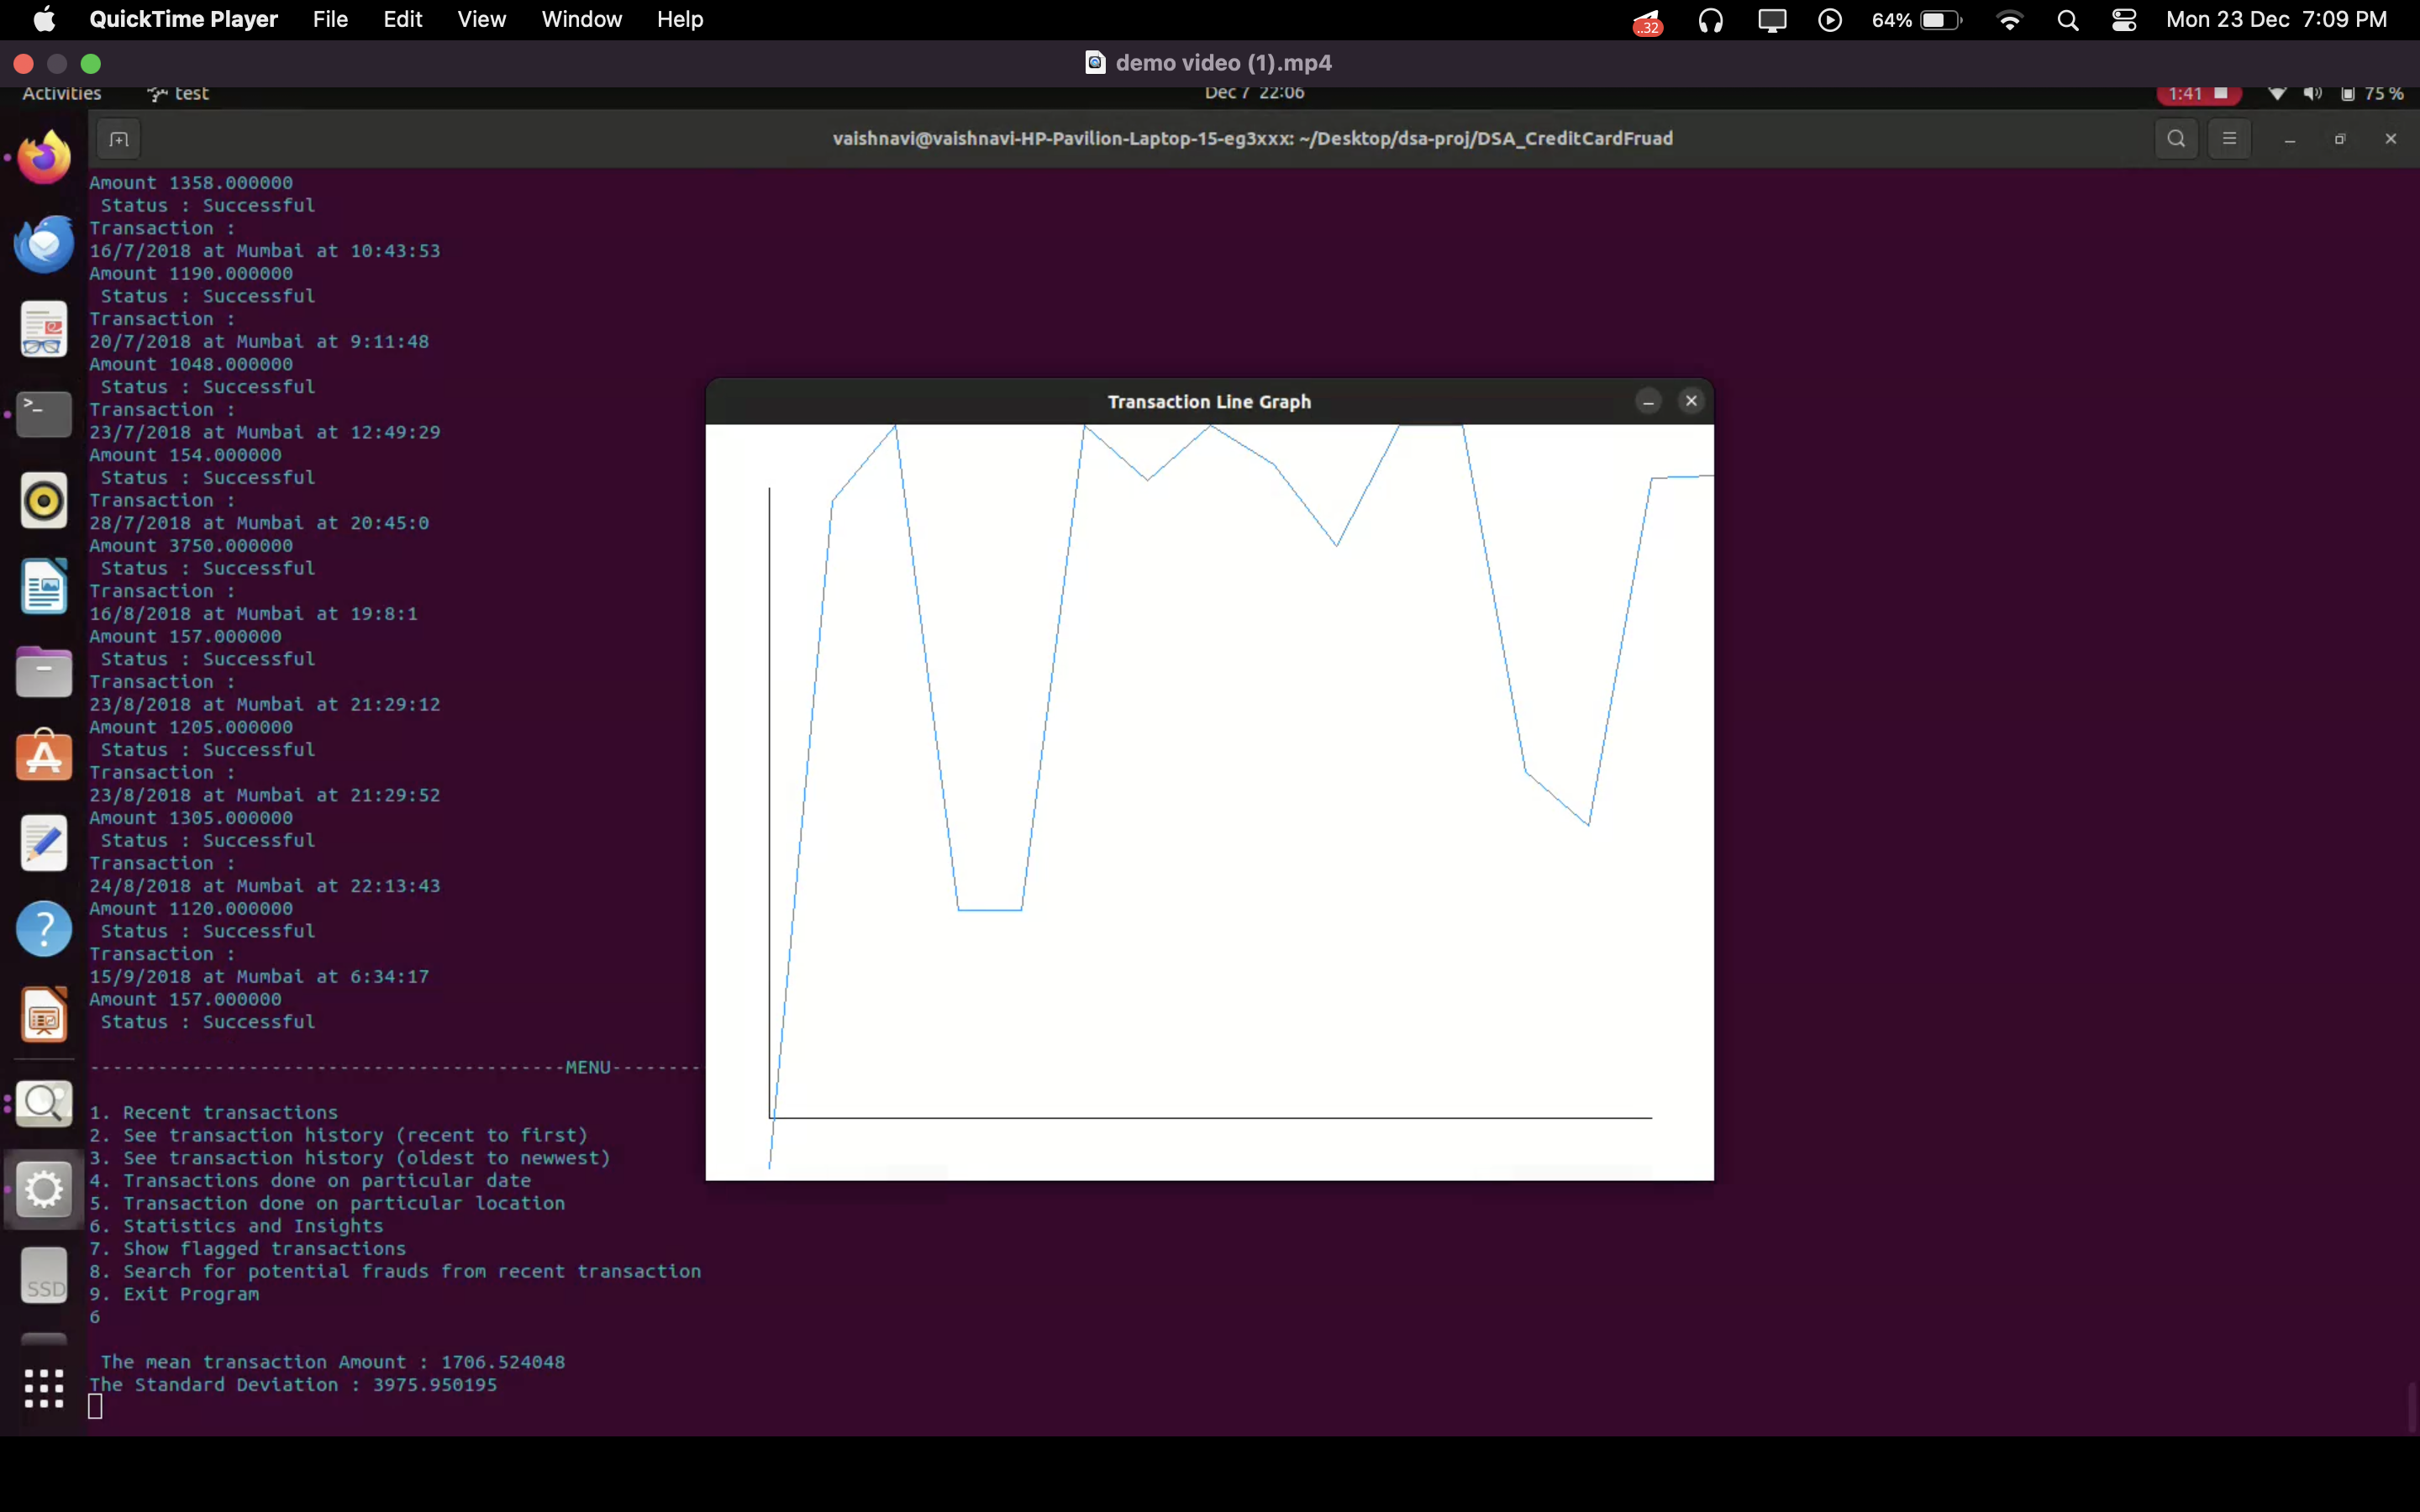 QuickTime Player File Edit View Window Help ..32 64% Mon 23 Dec 7:09 PM
demo video (1).mp4
Activities test Dec 7 22:06 1:41 75 %
vaishnavi@vaishnavi-HP-Pavilion-Laptop-15-eg3xxx: ~/Desktop/dsa-proj/DSA_CreditCardFruad
Amount 1358.000000
Status : Successful
Transaction :
16/7/2018 at Mumbai at 10:43:53
Amount 1190.000000
Status : Successful
Transaction :
20/7/2018 at Mumbai at 9:11:48
Amount 1048.000000
Status : Successful
Transaction :
23/7/2018 at Mumbai at 12:49:29
Amount 154.000000
Status : Successful
Transaction :
28/7/2018 at Mumbai at 20:45:0
Amount 3750.000000
Status : Successful
Transaction :
16/8/2018 at Mumbai at 19:8:1
Amount 157.000000
Status : Successful
Transaction :
23/8/2018 at Mumbai at 21:29:12
Amount 1205.000000
Status : Successful
Transaction :
23/8/2018 at Mumbai at 21:29:52
Amount 1305.000000
Status : Successful
Transaction :
24/8/2018 at Mumbai at 22:13:43
Amount 1120.000000
Status : Successful
Transaction :
15/9/2018 at Mumbai at 6:34:17
Amount 157.000000
Status : Successful
------------------------------------------MENU--------
1. Recent transactions
2. See transaction history (recent to first)
3. See transaction history (oldest to newwest)
4. Transactions done on particular date
5. Transaction done on particular location
6. Statistics and Insights
7. Show flagged transactions
8. Search for potential frauds from recent transaction
9. Exit Program
6
The mean transaction Amount : 1706.524048
The Standard Deviation : 3975.950195
Transaction Line Graph
SSD